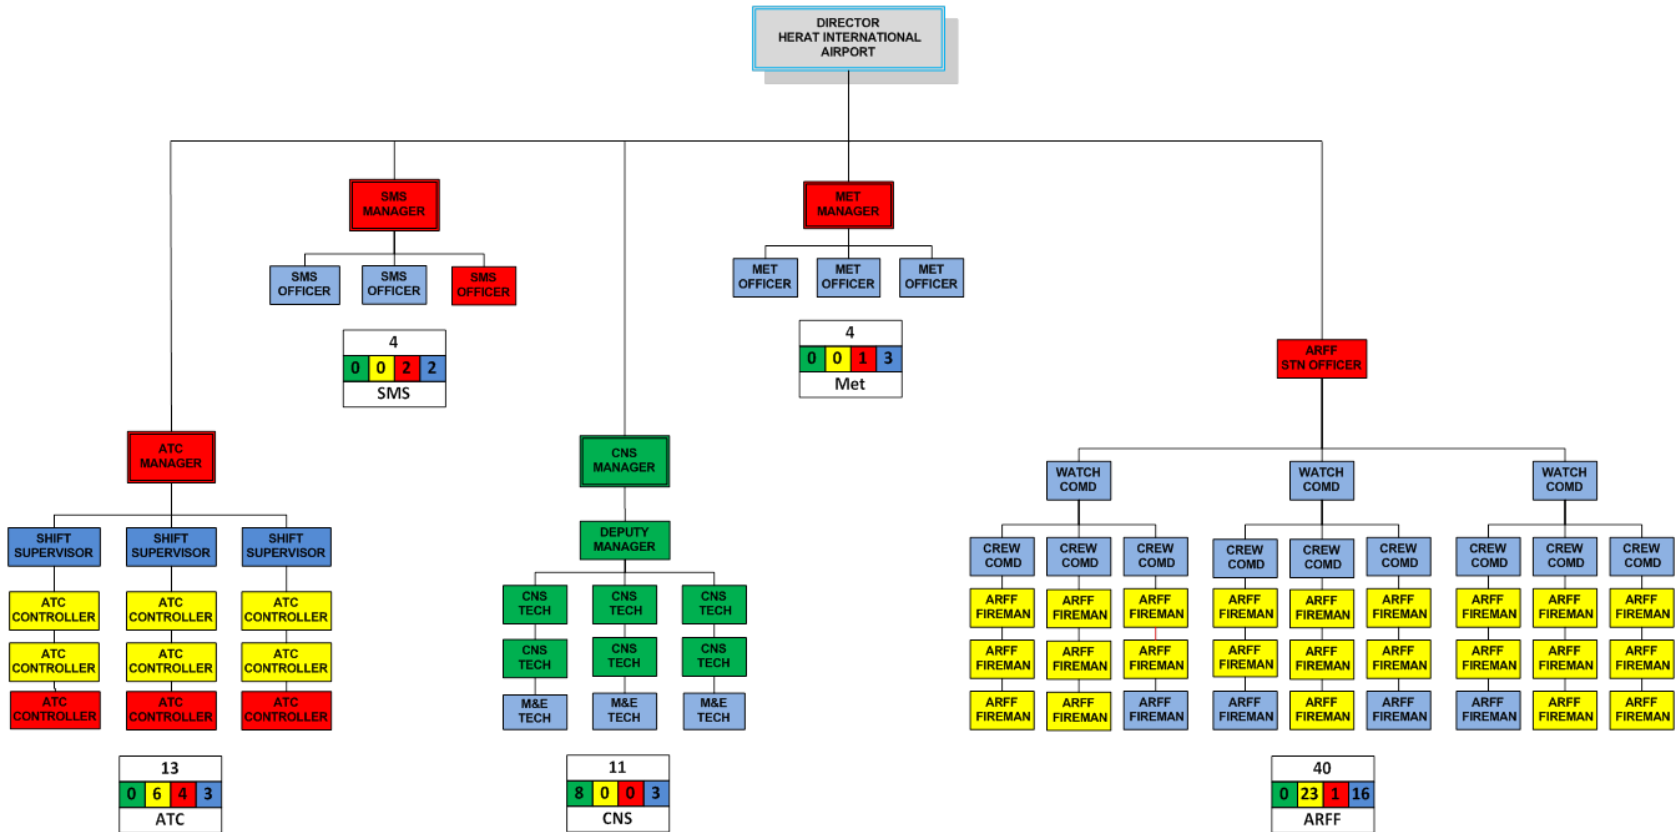 DIRECTOR
HERAT INTERNATIONAL
AIRPORT
SMS
MANAGER
MET
MANAGER
SMS
OFFICER
SMS
OFFICER
SMS
OFFICER
MET
OFFICER
MET
OFFICER
MET
OFFICER
4
0 0 2 2
SMS
4
0 0 1 3
Met
ARFF
STN OFFICER
ATC
MANAGER
CNS
MANAGER
WATCH
COMD
WATCH
COMD
WATCH
COMD
SHIFT
SUPERVISOR
SHIFT
SUPERVISOR
SHIFT
SUPERVISOR
DEPUTY
MANAGER
CREW
COMD
CREW
COMD
CREW
COMD
CREW
COMD
CREW
COMD
CREW
COMD
CREW
COMD
CREW
COMD
CREW
COMD
ATC
CONTROLLER
ATC
CONTROLLER
ATC
CONTROLLER
CNS
TECH
CNS
TECH
CNS
TECH
ARFF
FIREMAN
ARFF
FIREMAN
ARFF
FIREMAN
ARFF
FIREMAN
ARFF
FIREMAN
ARFF
FIREMAN
ARFF
FIREMAN
ARFF
FIREMAN
ARFF
FIREMAN
ATC
CONTROLLER
ATC
CONTROLLER
ATC
CONTROLLER
CNS
TECH
CNS
TECH
CNS
TECH
ARFF
FIREMAN
ARFF
FIREMAN
ARFF
FIREMAN
ARFF
FIREMAN
ARFF
FIREMAN
ARFF
FIREMAN
ARFF
FIREMAN
ARFF
FIREMAN
ARFF
FIREMAN
ATC
CONTROLLER
ATC
CONTROLLER
ATC
CONTROLLER
M&E
TECH
M&E
TECH
M&E
TECH
ARFF
FIREMAN
ARFF
FIREMAN
ARFF
FIREMAN
ARFF
FIREMAN
ARFF
FIREMAN
ARFF
FIREMAN
ARFF
FIREMAN
ARFF
FIREMAN
ARFF
FIREMAN
13
0 6 4 3
ATC
11
8 0 0 3
CNS
40
0 23 1 16
ARFF